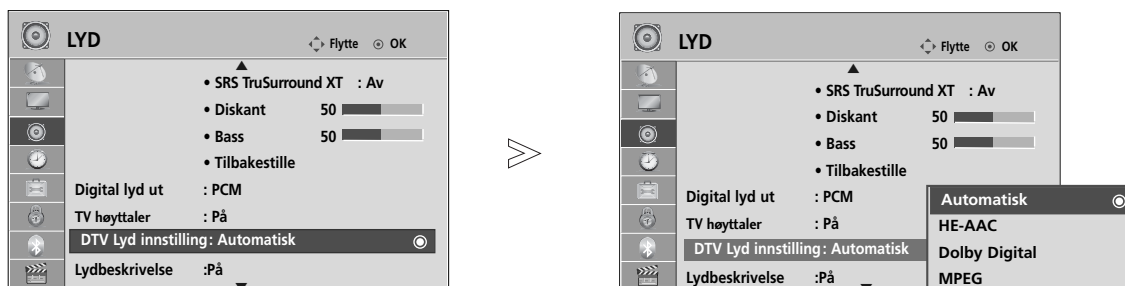 LYD
Flytte OK
• SRS TruSurround XT : Av
• Diskant 50
• Bass 50
• Tilbakestille
Digital lyd ut : PCM
TV høyttaler : På
DTV Lyd innstilling: Automatisk
Lydbeskrivelse :På
LYD
Flytte OK
• SRS TruSurround XT : Av
• Diskant 50
• Bass 50
• Tilbakestille
Digital lyd ut : PCM
TV høyttaler : På
DTV Lyd innstilling: Automatisk
Lydbeskrivelse :På
Automatisk
HE-AAC
Dolby Digital
MPEG